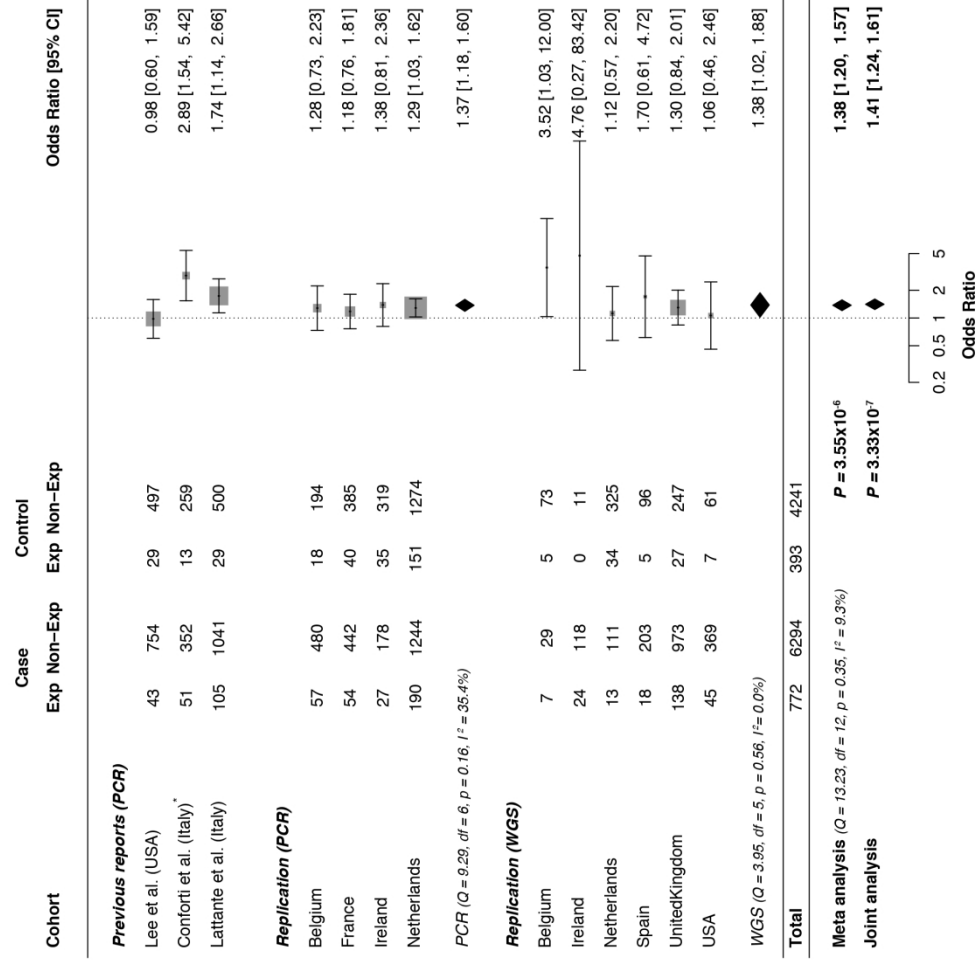 Case Control
Cohort Exp Non−Exp Exp Non−Exp Odds Ratio [95% CI]
Previous reports (PCR)
Lee et al. (USA) 43 754 29 497 0.98 [0.60, 1.59]
Conforti et al. (Italy)* 51 352 13 259 2.89 [1.54, 5.42]
Lattante et al. (Italy) 105 1041 29 500 1.74 [1.14, 2.66]
Replication (PCR)
Belgium 57 480 18 194 1.28 [0.73, 2.23]
France 54 442 40 385 1.18 [0.76, 1.81]
Ireland 27 178 35 319 1.38 [0.81, 2.36]
Netherlands 190 1244 151 1274 1.29 [1.03, 1.62]
PCR (Q = 9.29, df = 6, p = 0.16, I² = 35.4%) 1.37 [1.18, 1.60]
Replication (WGS)
Belgium 7 29 5 73 3.52 [1.03, 12.00]
Ireland 24 118 0 11 4.76 [0.27, 83.42]
Netherlands 13 111 34 325 1.12 [0.57, 2.20]
Spain 18 203 5 96 1.70 [0.61, 4.72]
UnitedKingdom 138 973 27 247 1.30 [0.84, 2.01]
USA 45 369 7 61 1.06 [0.46, 2.46]
WGS (Q = 3.95, df = 5, p = 0.56, I² = 0.0%) 1.38 [1.02, 1.88]
Total 772 6294 393 4241
Meta analysis (Q = 13.23, df = 12, p = 0.35, I² = 9.3%) P = 3.55x10⁻⁶ 1.38 [1.20, 1.57]
Joint analysis P = 3.33x10⁻⁷ 1.41 [1.24, 1.61]
0.2 0.5 1 2 5
Odds Ratio